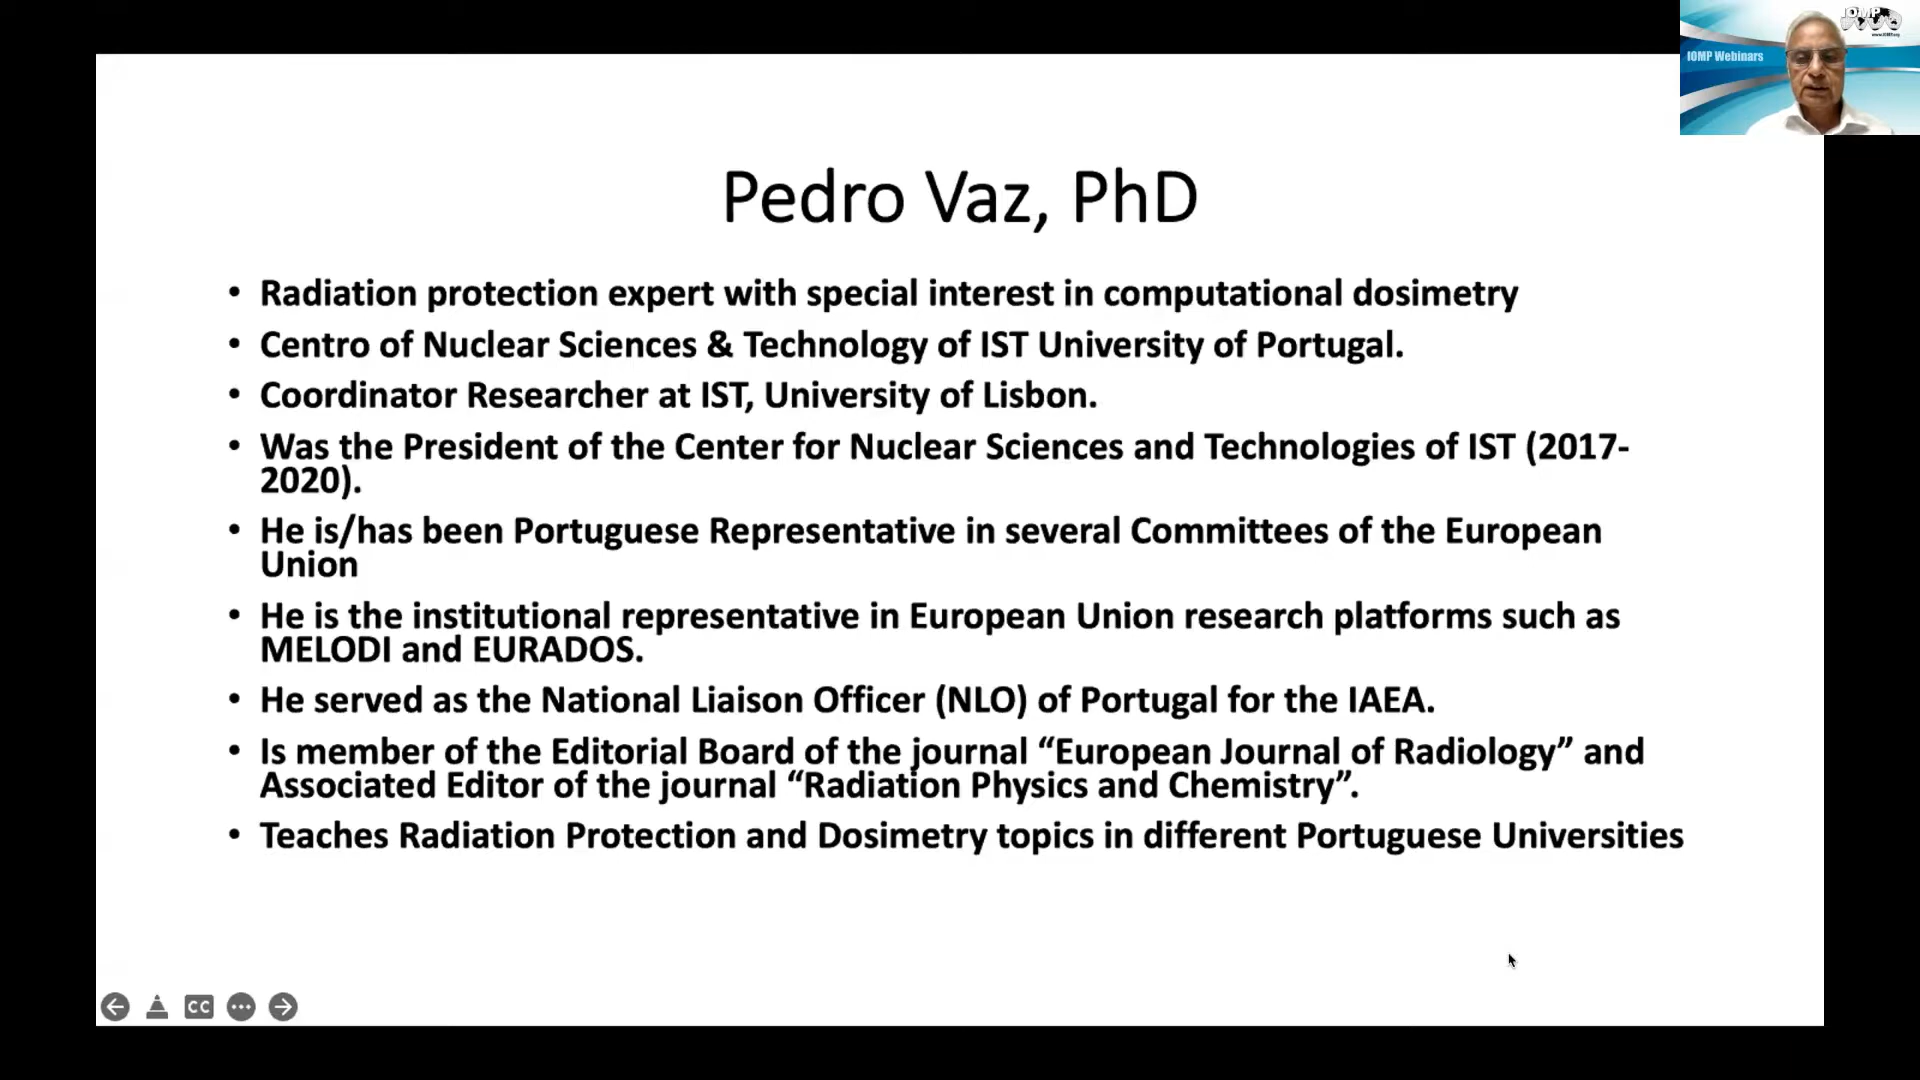 IOMP
www.IOMP.org
IOMP Webinars
Pedro Vaz, PhD
• Radiation protection expert with special interest in computational dosimetry
• Centro of Nuclear Sciences & Technology of IST University of Portugal.
• Coordinator Researcher at IST, University of Lisbon.
• Was the President of the Center for Nuclear Sciences and Technologies of IST (2017-
2020).
• He is/has been Portuguese Representative in several Committees of the European
Union
• He is the institutional representative in European Union research platforms such as
MELODI and EURADOS.
• He served as the National Liaison Officer (NLO) of Portugal for the IAEA.
• Is member of the Editorial Board of the journal “European Journal of Radiology” and
Associated Editor of the journal “Radiation Physics and Chemistry”.
• Teaches Radiation Protection and Dosimetry topics in different Portuguese Universities
CC